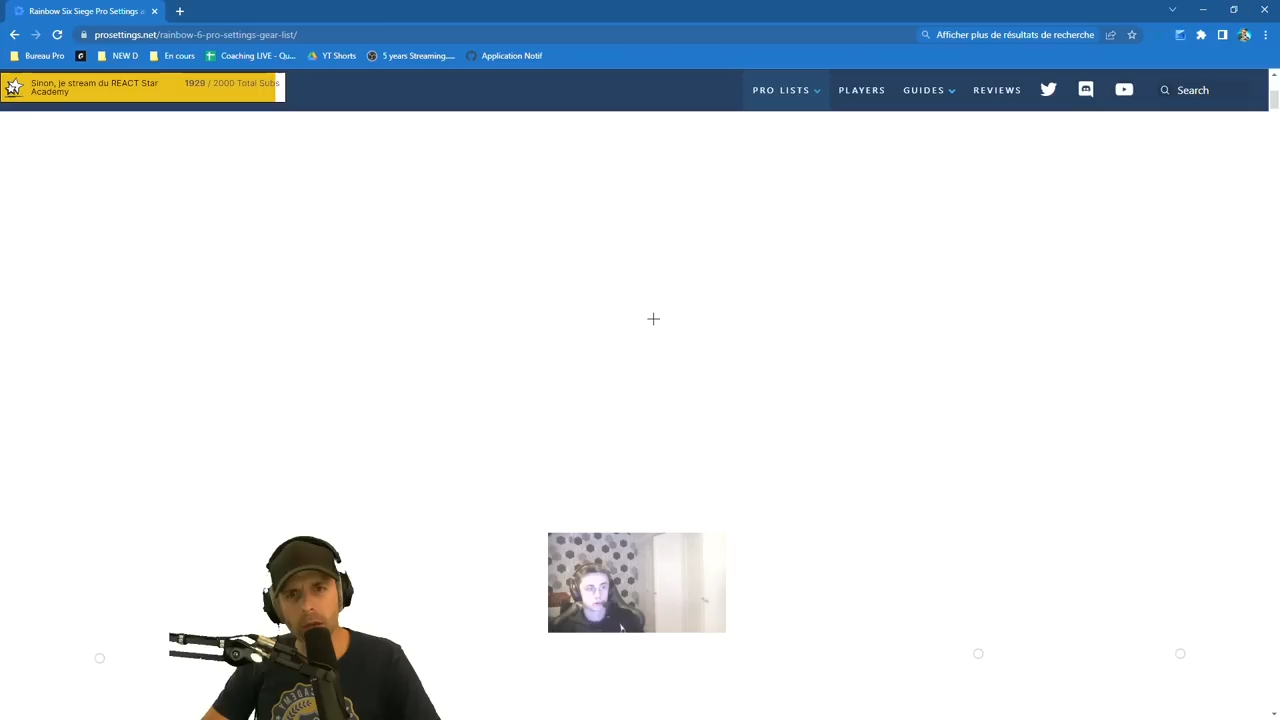 Rainbow Six Siege Pro Settings a
prosettings.net/rainbow-6-pro-settings-gear-list/
Afficher plus de résultats de recherche
Bureau Pro
NEW D
En cours
Coaching LIVE - Qu...
YT Shorts
5 years Streaming....
Application Notif
Sinon, je stream du REACT Star
Academy
1929 / 2000 Total Subs
PRO LISTS
PLAYERS
GUIDES
REVIEWS
Search